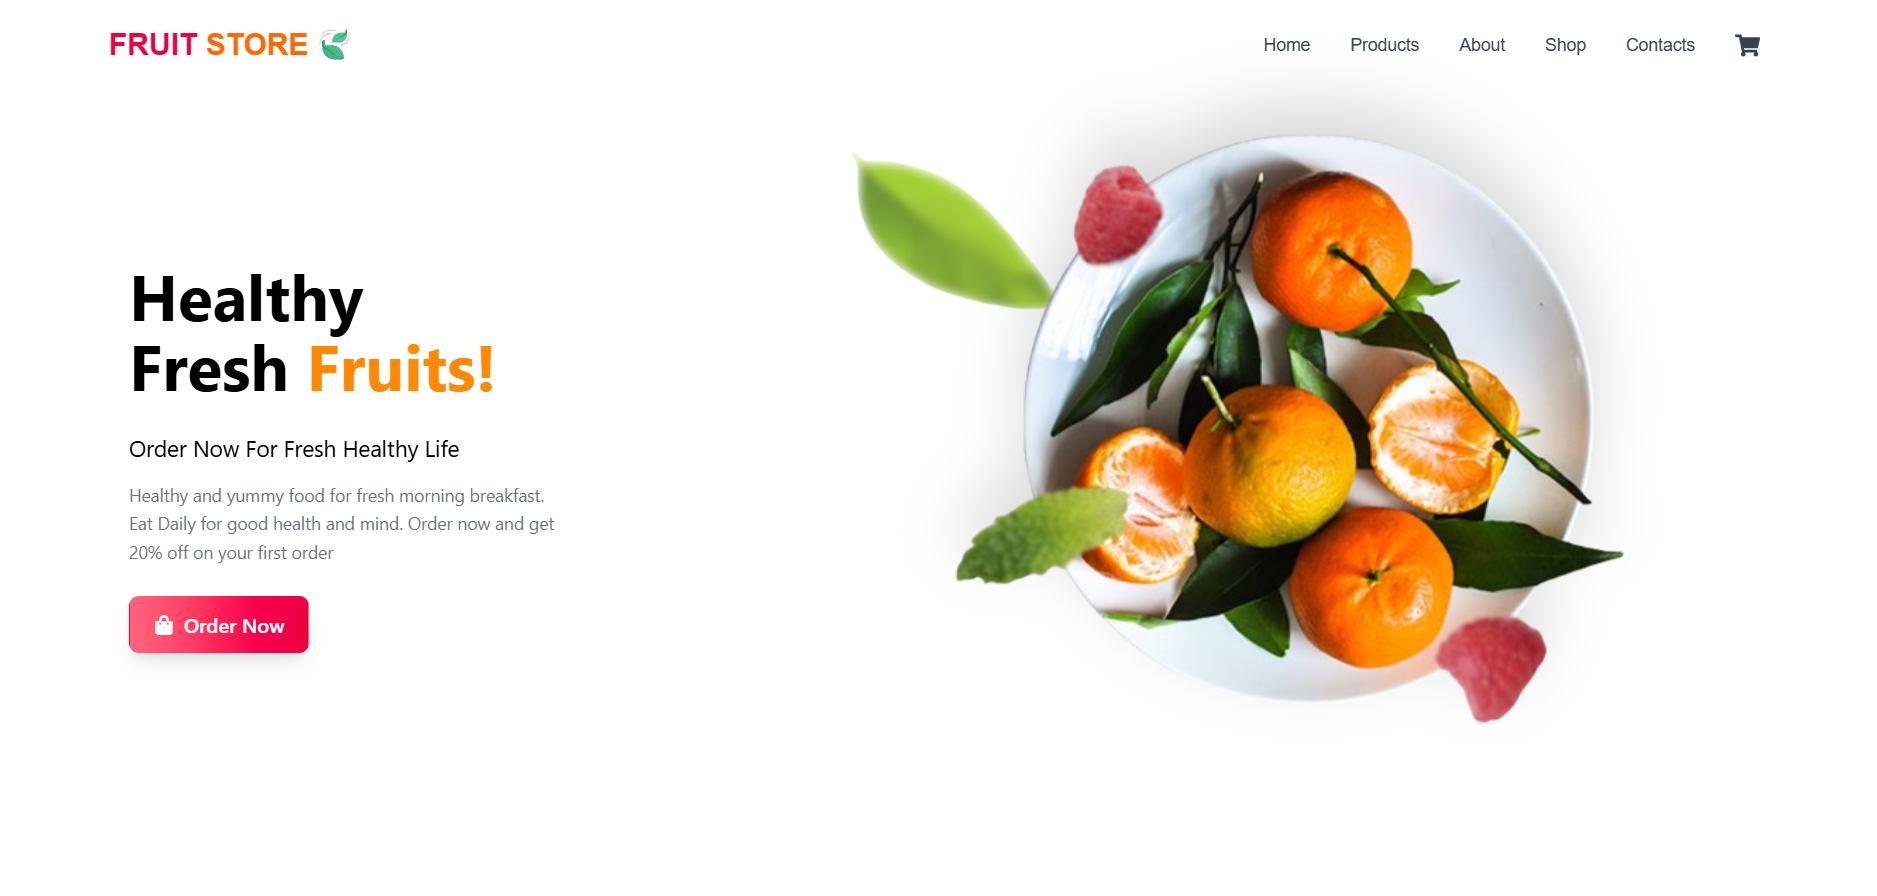 FRUIT STORE
Home Products About Shop Contacts
Healthy
Fresh Fruits!
Order Now For Fresh Healthy Life
Healthy and yummy food for fresh morning breakfast.
Eat Daily for good health and mind. Order now and get
20% off on your first order
Order Now